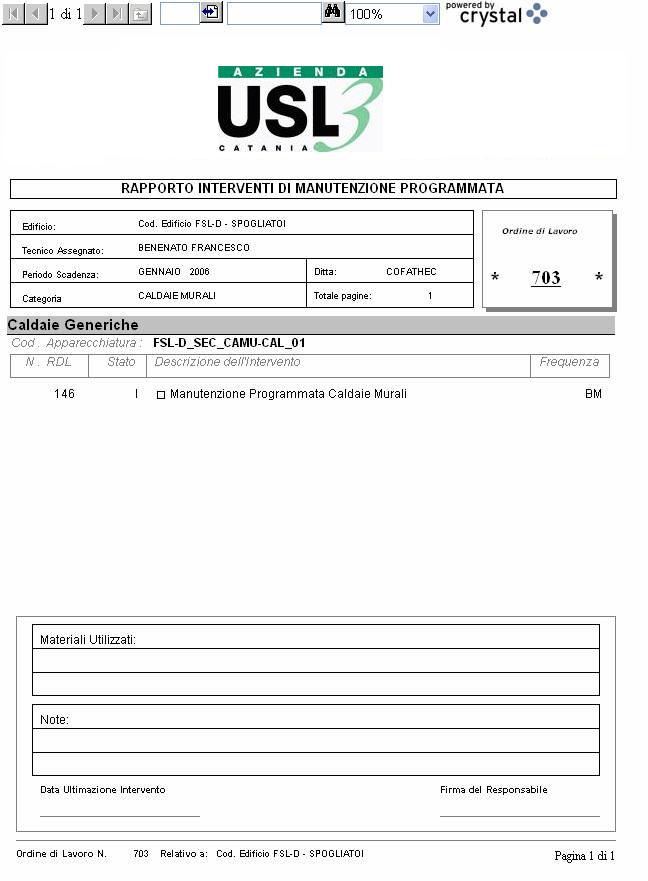 1 di 1 100% powered by crystal
AZIENDA
USL 3
CATANIA
RAPPORTO INTERVENTI DI MANUTENZIONE PROGRAMMATA
Edificio: Cod. Edificio FSL-D - SPOGLIATOI
Tecnico Assegnato: BENENATO FRANCESCO
Periodo Scadenza: GENNAIO 2006 Ditta: COFATHEC
Categoria CALDAIE MURALI Totale pagine: 1
Ordine di Lavoro
* 703 *
Caldaie Generiche
Cod . Apparecchiatura : FSL-D_SEC_CAMU-CAL_01
N . RDL Stato Descrizione dell'Intervento Frequenza
146 I Manutenzione Programmata Caldaie Murali BM
Materiali Utilizzati:
Note:
Data Ultimazione Intervento Firma del Responsabile
Ordine di Lavoro N. 703 Relativo a: Cod. Edificio FSL-D - SPOGLIATOI Pagina 1 di 1